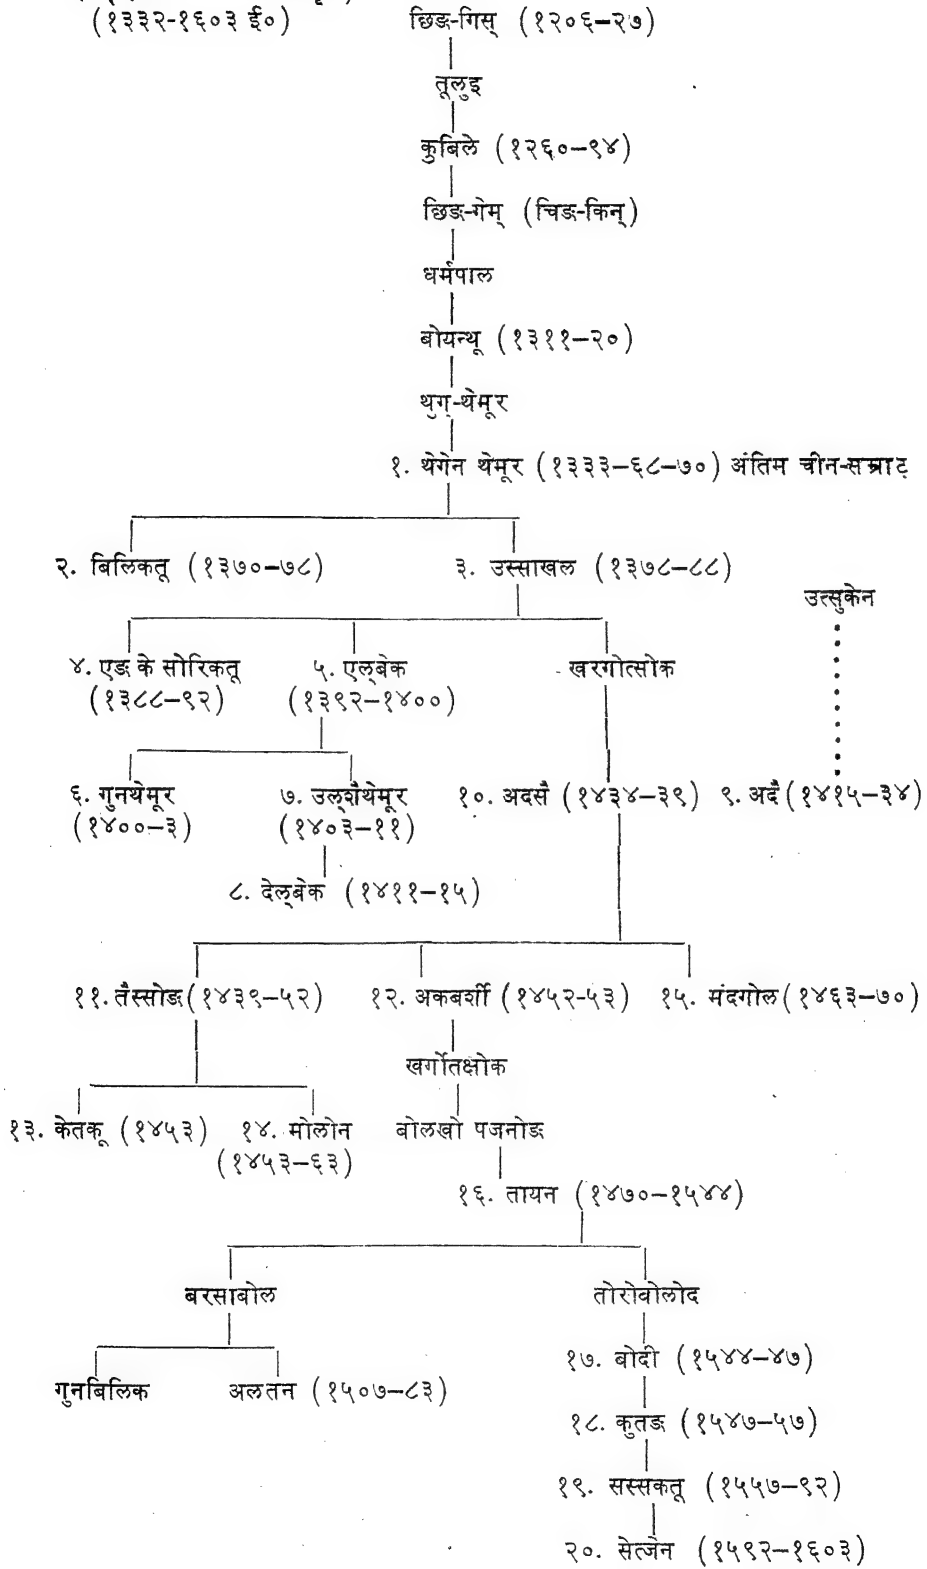 (१३३२-१६०३ ई०) छिङ-गिस् (१२०६–२७)
तूलुइ
कुबिले (१२६०–९४)
छिङ-गेम् (चिङ-किन्)
धर्मपाल
बोयन्थू (१३११–२०)
थुग्-थेमूर
१. थेगेन थेमूर (१३३३–६८–७०) अंतिम चीन-सम्राट्
२. बिलिकतू (१३७०–७८) ३. उस्साखल (१३७८–८८)
उत्सुकेन
४. एङ के सोरिकतू ५. एल्बेक खरगोत्सोक
(१३८८–९२) (१३९२–१४००)
६. गुनथेमूर ७. उल्शैथेमूर १०. अदसै (१४३४–३९) ९. अदै (१४१५–३४)
(१४००–३) (१४०३–११)
८. देल्बेक (१४११–१५)
११. तैस्सोङ (१४३९–५२) १२. अकबर्शी (१४५२-५३) १५. मंदगोल (१४६३–७०)
खर्गोतक्षोक
१३. केतकू (१४५३) १४. मोलोन बोलखो पजनोङ
(१४५३–६३)
१६. तायन (१४७०–१५४४)
बरसाबोल तोरोबोलोद
१७. बोदी (१५४४–४७)
गुनबिलिक अलतन (१५०७–८३)
१८. कुतङ (१५४७–५७)
१९. सस्सकतू (१५५७–९२)
२०. सेत्जेन (१५९२–१६०३)